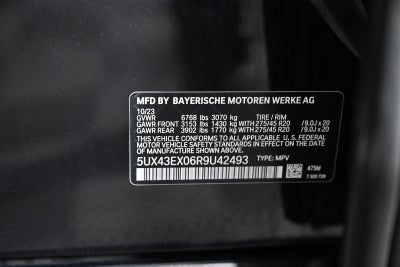 MFD BY BAYERISCHE MOTOREN WERKE AG
10/23
GVWR 6768 lbs 3070 kg TIRE / RIM
GAWR FRONT 3153 lbs 1430 kg WITH 275/45 R20 / 9.0J x 20
GAWR REAR 3902 lbs 1770 kg WITH 275/45 R20 / 9.0J x 20
THIS VEHICLE CONFORMS TO ALL APPLICABLE U.S. FEDERAL
MOTOR VEHICLE SAFETY STANDARDS IN EFFECT ON THE
DATE OF MANUFACTURE SHOWN ABOVE.
5UX43EX06R9U42493 TYPE: MPV
475M